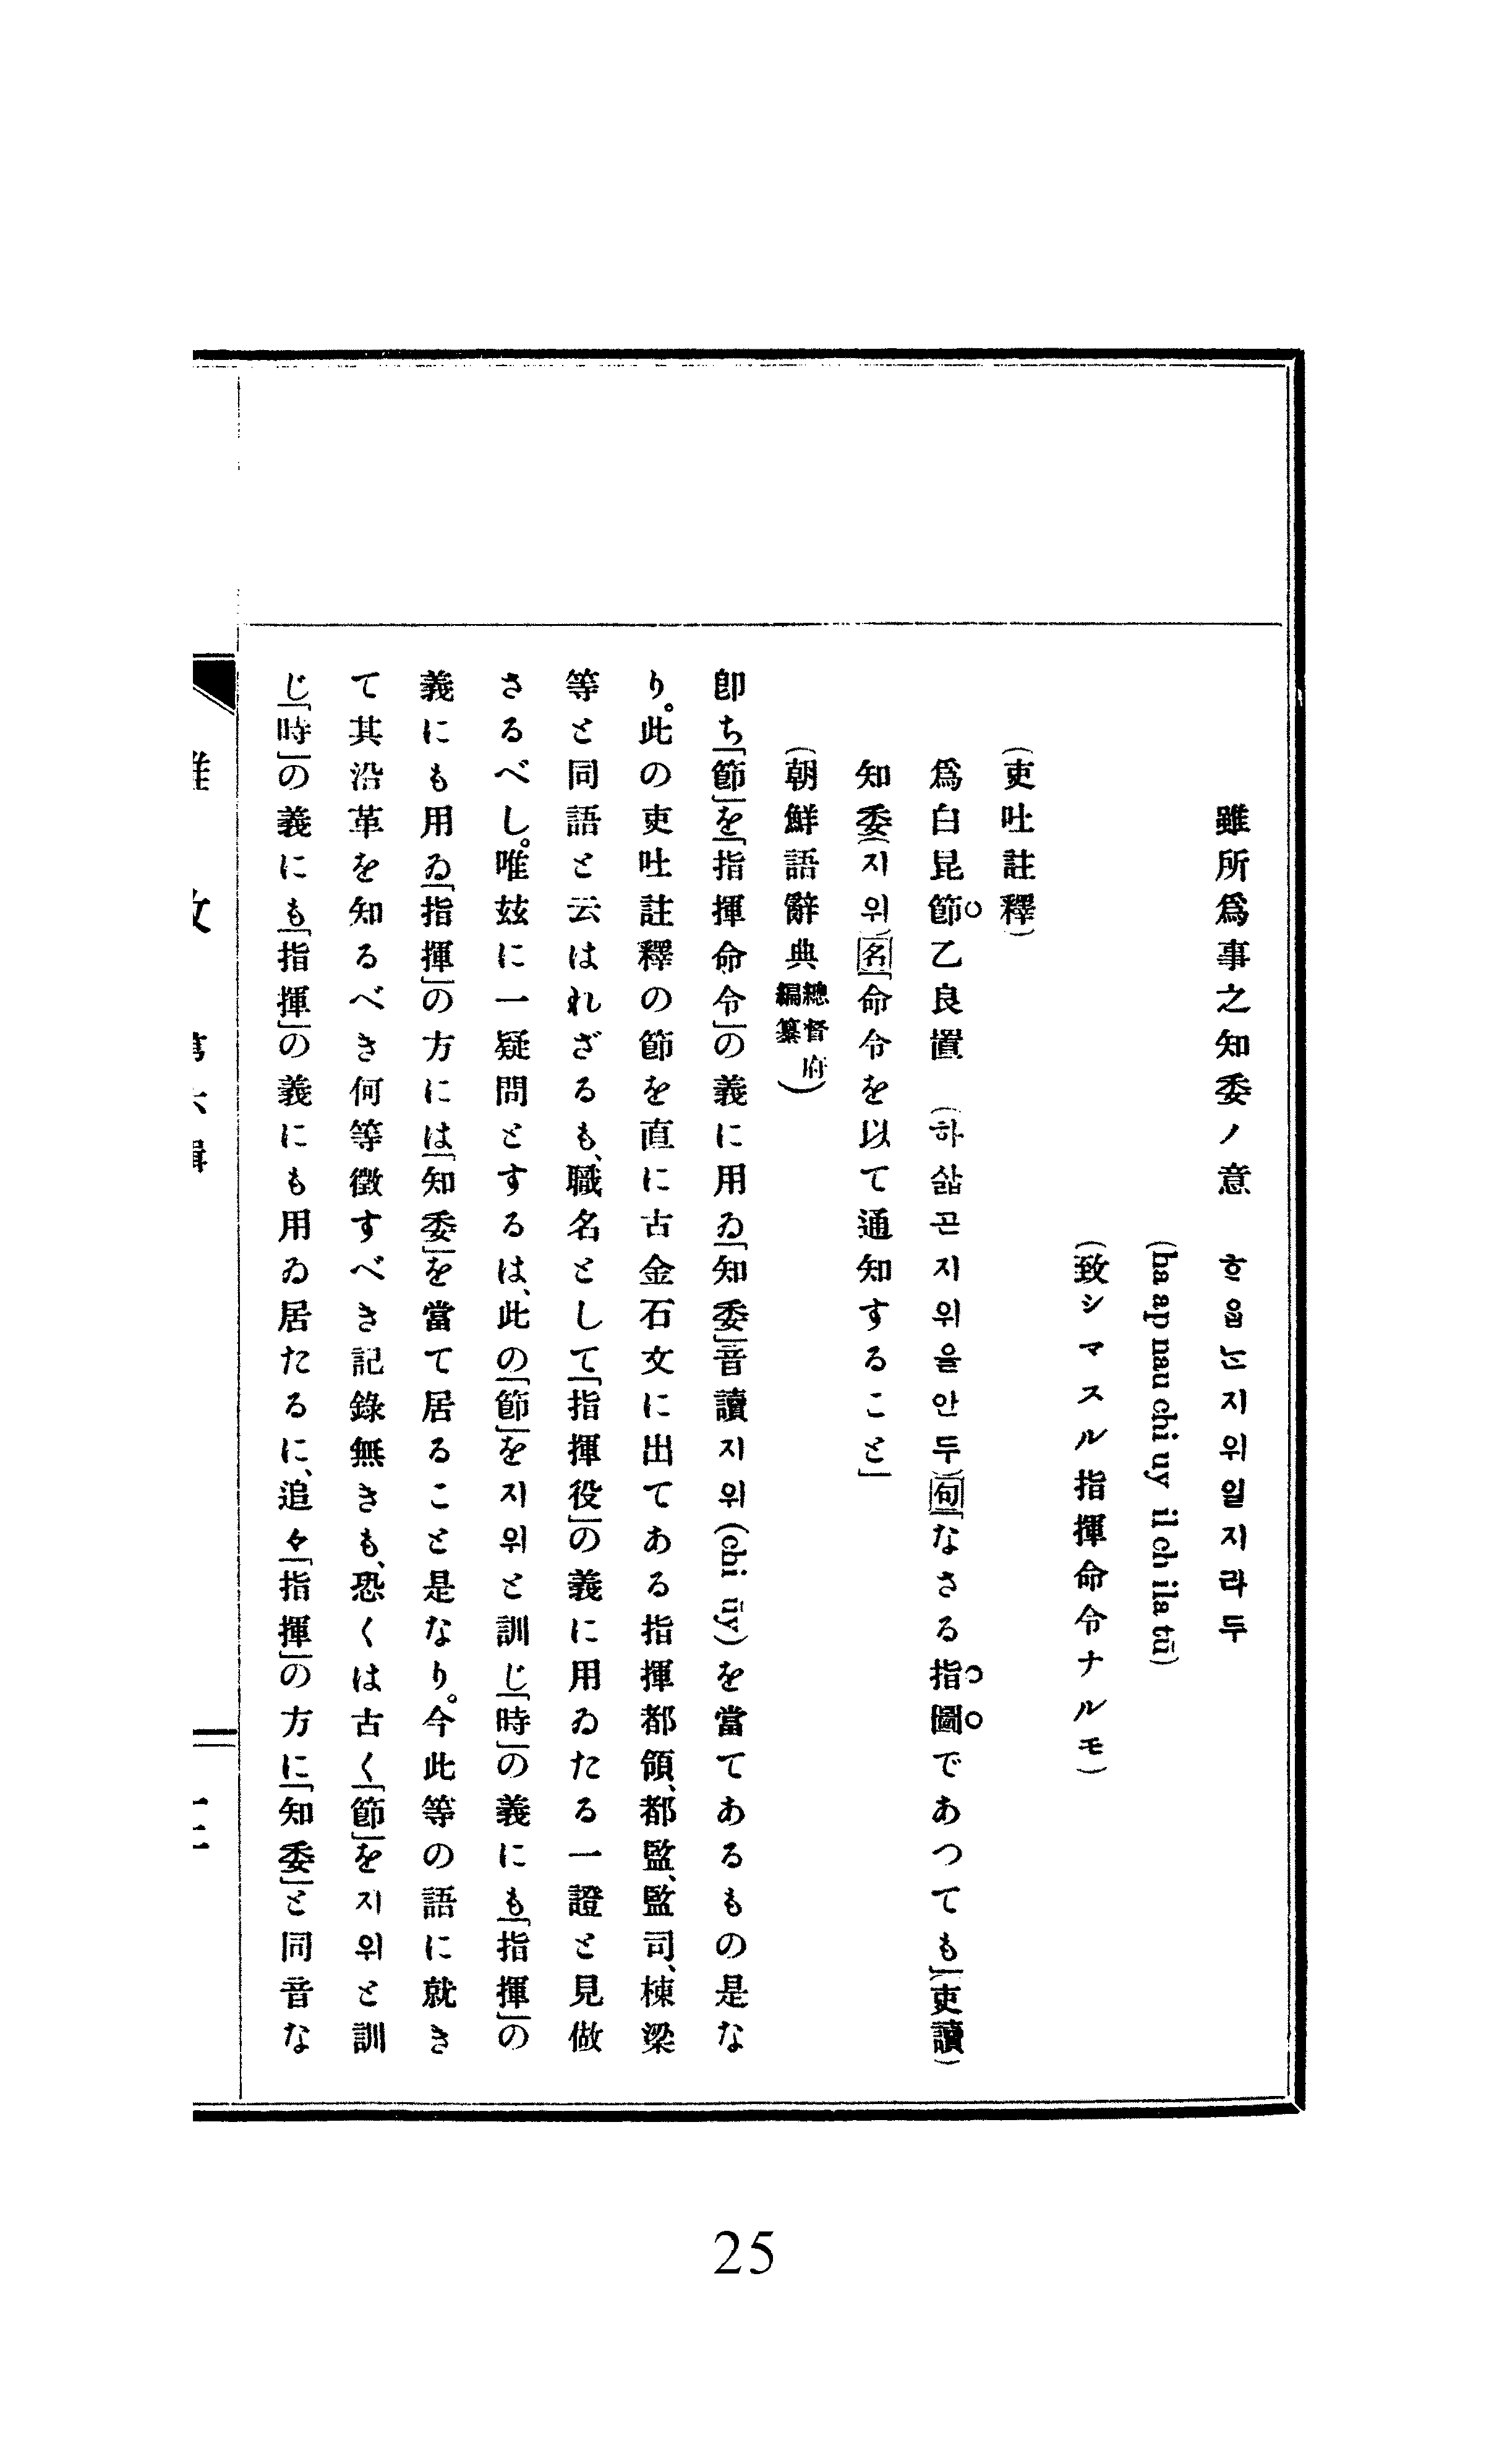 雖所爲事之知委ノ意 ᄒᆞ옵ᄂᆞᆫ지위일지라두
(ha ap nau chi uy il ch ila tū)
(致シマスル指揮命令ナルモ)
(吏吐註釋)
爲白昆節乙良置 (하삷곤지위을안두)句「なさる指圖であつても」(吏讀)
知委(지위)名「命令を以て通知すること」
(朝鮮語辭典 總督府編纂)
卽ち「節」を「指揮命令」の義に用ゐ「知委」音讀지위(chi ūy)を當てあるもの是な
り。此の吏吐註釋の節を直に古金石文に出てある指揮都領、都監、監司、棟梁
等と同語と云はれざるも、職名として「指揮役」の義に用ゐたる一證と見做
さるべし。唯玆に一疑問とするは、此の「節」を지위と訓じ「時」の義にも「指揮」の
義にも用ゐ「指揮」の方には「知委」を當て居ること是なり。今此等の語に就き
て其沿革を知るべき何等徵すべき記錄無きも、恐くは古く「節」を지위と訓
じ「時」の義にも「指揮」の義にも用ゐ居たるに、追々「指揮」の方に「知委」と同音な
25